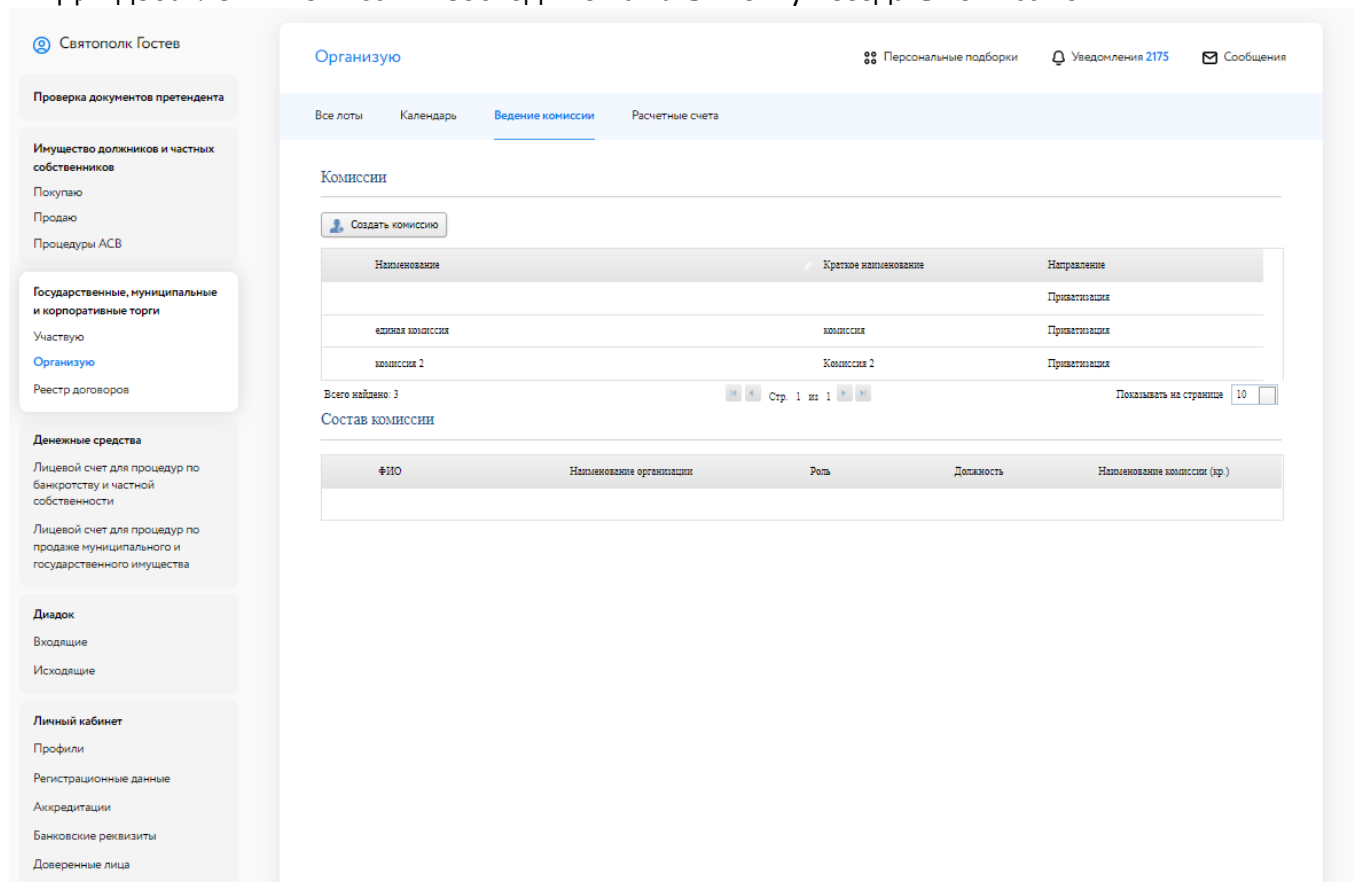 Святополк Гостев
Проверка документов претендента
Имущество должников и частных
собственников
Покупаю
Продаю
Процедуры АСВ
Государственные, муниципальные
и корпоративные торги
Участвую
Организую
Реестр договоров
Денежные средства
Лицевой счет для процедур по
банкротству и частной
собственности
Лицевой счет для процедур по
продаже муниципального и
государственного имущества
Диадок
Входящие
Исходящие
Личный кабинет
Профили
Регистрационные данные
Аккредитации
Банковские реквизиты
Доверенные лица
Организую
Персональные подборки Уведомления 2175 Сообщения
Все лоты Календарь Ведение комиссии Расчетные счета
Комиссии
Создать комиссию
Наименование Краткое наименование Направление
Приватизация
единая комиссия комиссия Приватизация
комиссия 2 Комиссия 2 Приватизация
Всего найдено: 3 Стр. 1 из 1 Показывать на странице 10
Состав комиссии
ФИО Наименование организации Роль Должность Наименование комиссии (кр.)